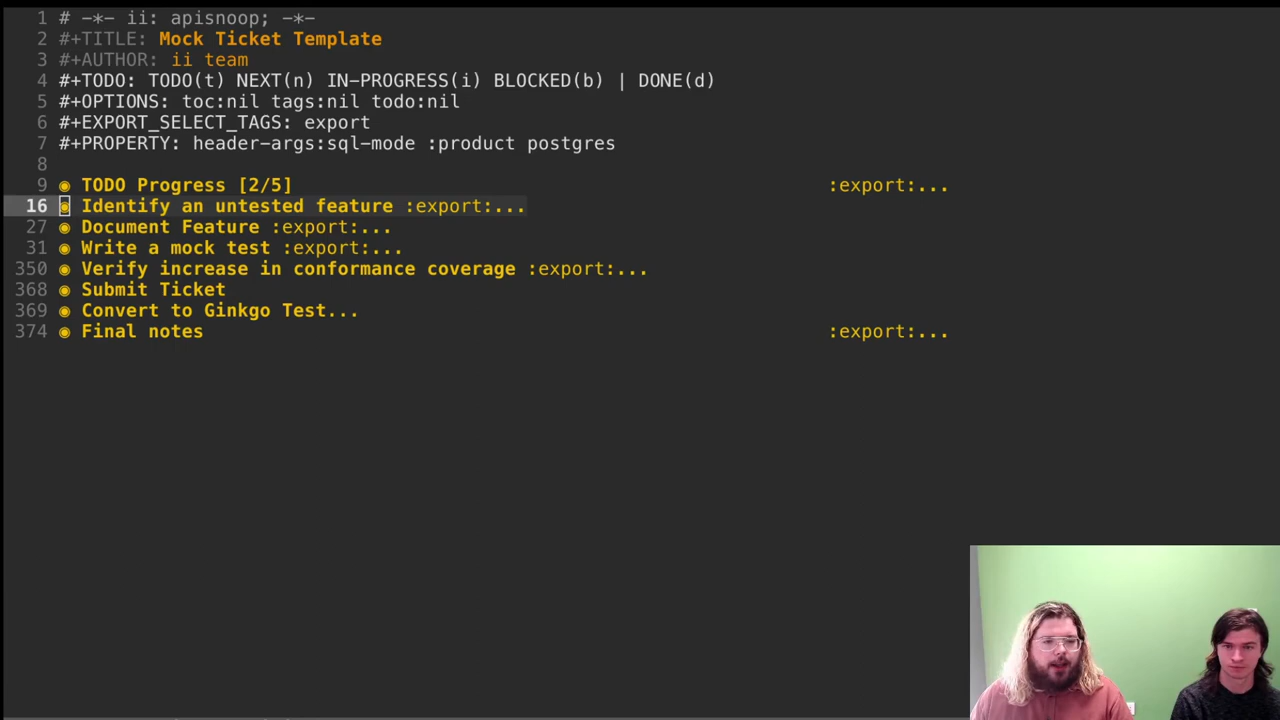 1 # -*- ii: apisnoop; -*-
2 #+TITLE: Mock Ticket Template
3 #+AUTHOR: ii team
4 #+TODO: TODO(t) NEXT(n) IN-PROGRESS(i) BLOCKED(b) | DONE(d)
5 #+OPTIONS: toc:nil tags:nil todo:nil
6 #+EXPORT_SELECT_TAGS: export
7 #+PROPERTY: header-args:sql-mode :product postgres
8
9 ◉ TODO Progress [2/5] :export:...
16 ◉ Identify an untested feature :export:...
27 ◉ Document Feature :export:...
31 ◉ Write a mock test :export:...
350 ◉ Verify increase in conformance coverage :export:...
368 ◉ Submit Ticket
369 ◉ Convert to Ginkgo Test...
374 ◉ Final notes :export:...